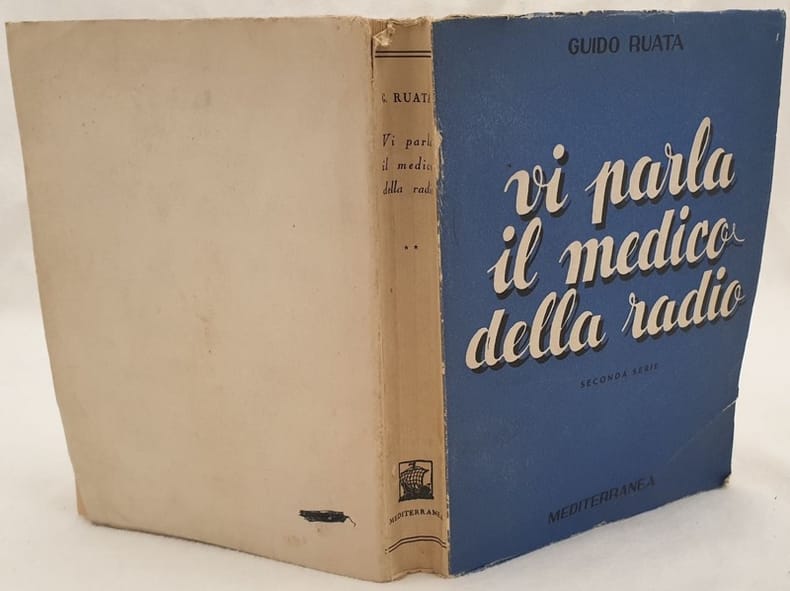 GUIDO RUATA
vi parla
il medico
della radio
SECONDA SERIE
MEDITERRANEA
G. RUATA
Vi parla
il medico
della radio
**
MEDITERRANEA